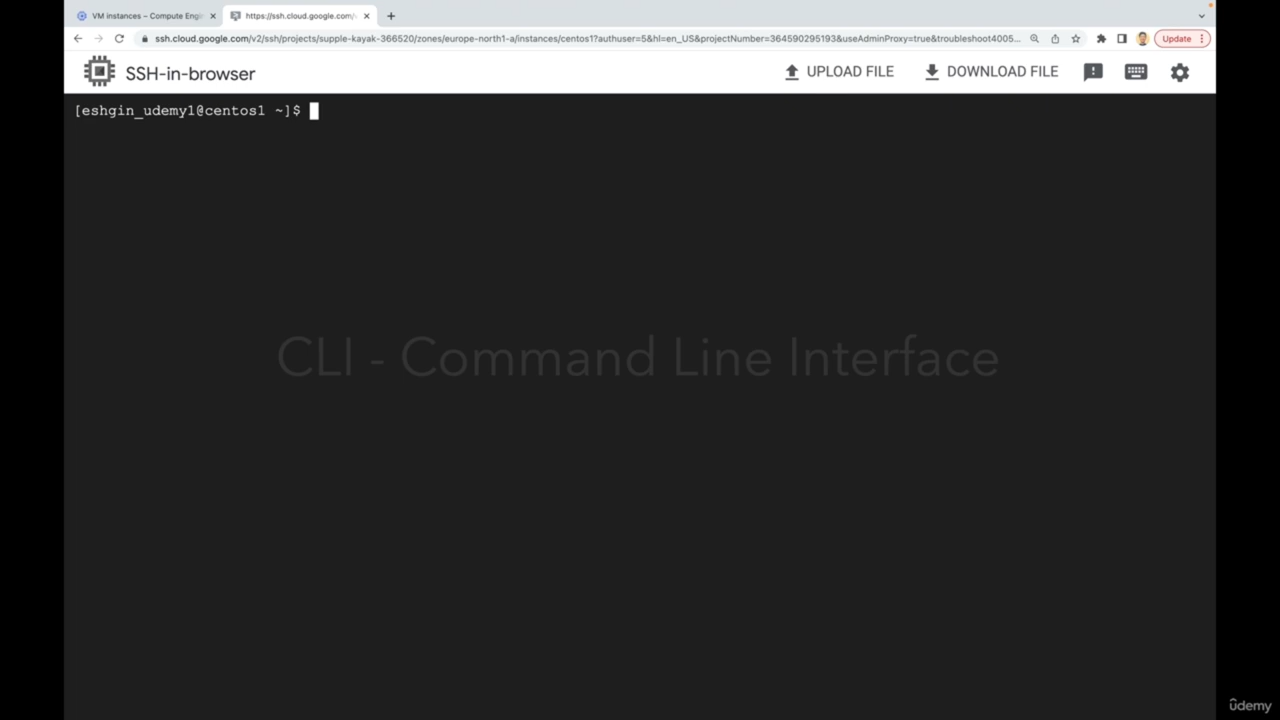 VM instances – Compute Engi
https://ssh.cloud.google.com/v
ssh.cloud.google.com/v2/ssh/projects/supple-kayak-366520/zones/europe-north1-a/instances/centos1?authuser=5&hl=en_US&projectNumber=364590295193&useAdminProxy=true&troubleshoot4005...
Update
SSH-in-browser
UPLOAD FILE
DOWNLOAD FILE
[eshgin_udemy1@centos1 ~]$
CLI - Command Line Interface
ûdemy